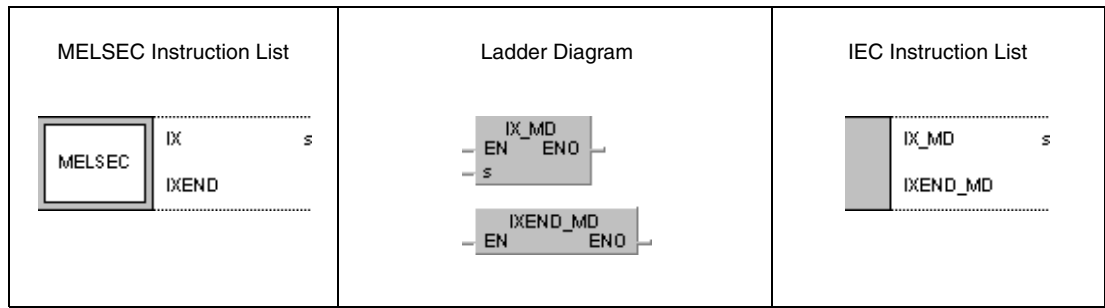 MELSEC Instruction List
MELSEC
IX s
IXEND
Ladder Diagram
IX_MD
EN ENO
s
IXEND_MD
EN ENO
IEC Instruction List
IX_MD s
IXEND_MD